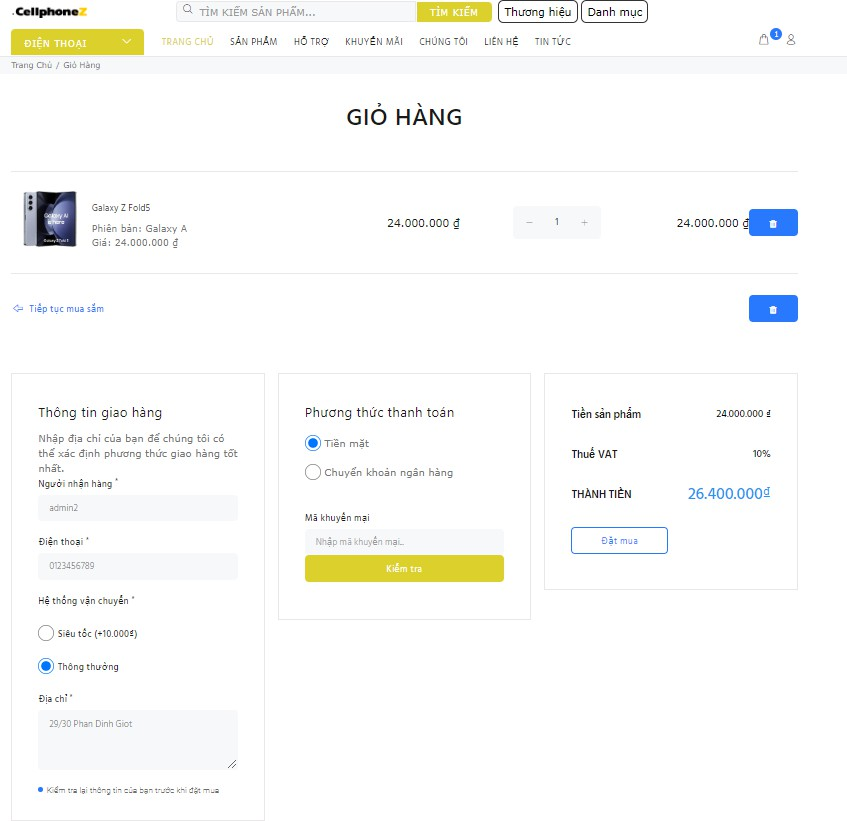 .CellphoneZ
TÌM KIẾM SẢN PHẨM...
TÌM KIẾM
Thương hiệu
Danh mục
ĐIỆN THOẠI
TRANG CHỦ
SẢN PHẨM
HỖ TRỢ
KHUYẾN MÃI
CHÚNG TÔI
LIÊN HỆ
TIN TỨC
1
Trang Chủ / Giỏ Hàng
GIỎ HÀNG
Galaxy AI
is here
Galaxy Z Fold5
Galaxy Z Fold5
Phiên bản: Galaxy A
Giá: 24.000.000 ₫
24.000.000 ₫
− 1 +
24.000.000 ₫
Tiếp tục mua sắm
Thông tin giao hàng
Nhập địa chỉ của bạn để chúng tôi có
thể xác định phương thức giao hàng tốt
nhất.
Người nhận hàng *
admin2
Điện thoại *
0123456789
Hệ thống vận chuyển *
Siêu tốc (+10.000₫)
Thông thường
Địa chỉ *
29/30 Phan Dinh Giot
Kiểm tra lại thông tin của bạn trước khi đặt mua
Phương thức thanh toán
Tiền mặt
Chuyển khoản ngân hàng
Mã khuyến mại
Nhập mã khuyến mại...
Kiểm tra
Tiền sản phẩm 24.000.000 ₫
Thuế VAT 10%
THÀNH TIỀN 26.400.000₫
Đặt mua